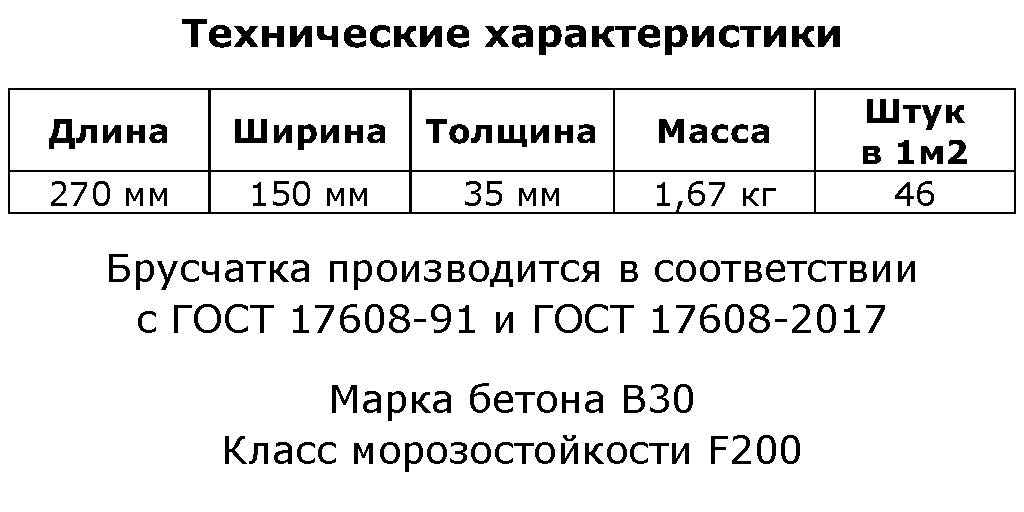 Технические характеристики
Длина Ширина Толщина Масса Штук в 1м2
270 мм 150 мм 35 мм 1,67 кг 46
Брусчатка производится в соответствии
с ГОСТ 17608-91 и ГОСТ 17608-2017
Марка бетона B30
Класс морозостойкости F200